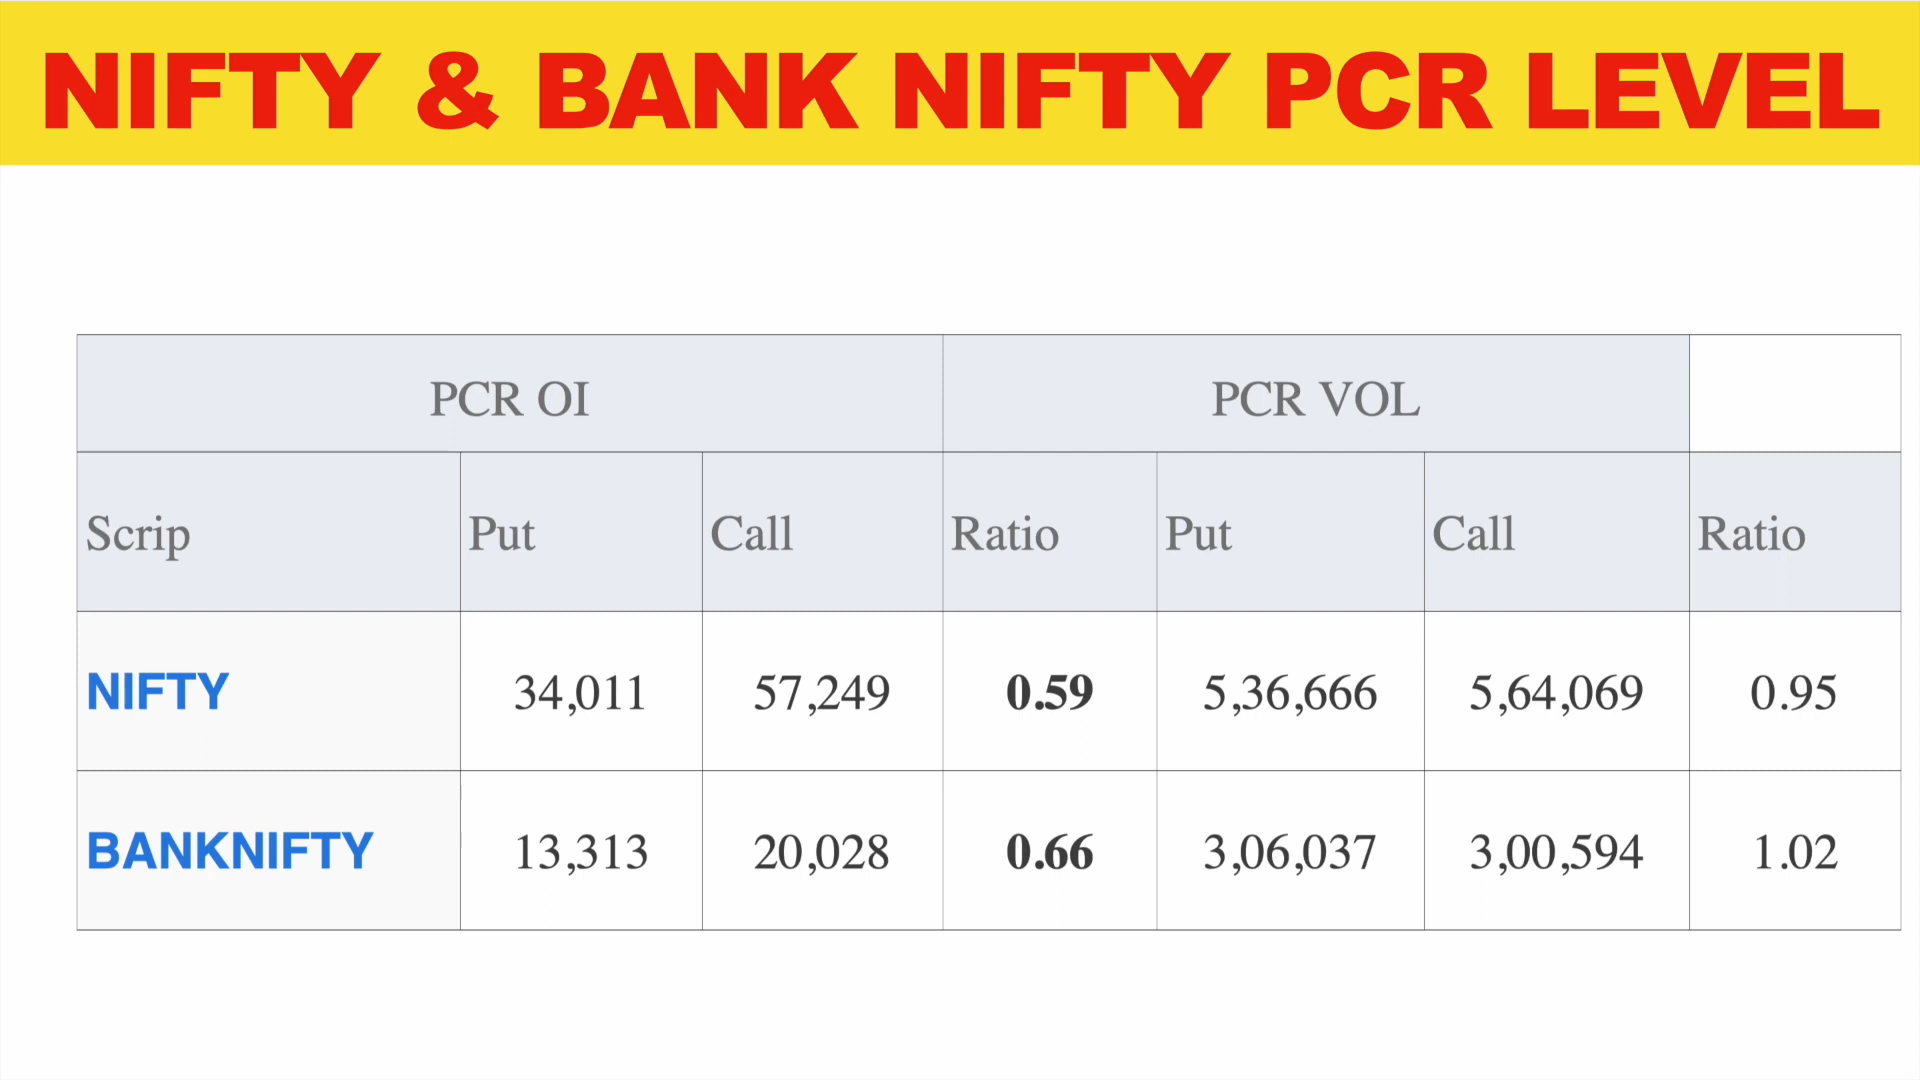 NIFTY & BANK NIFTY PCR LEVEL
PCR OI PCR VOL
Scrip Put Call Ratio Put Call Ratio
NIFTY 34,011 57,249 0.59 5,36,666 5,64,069 0.95
BANKNIFTY 13,313 20,028 0.66 3,06,037 3,00,594 1.02